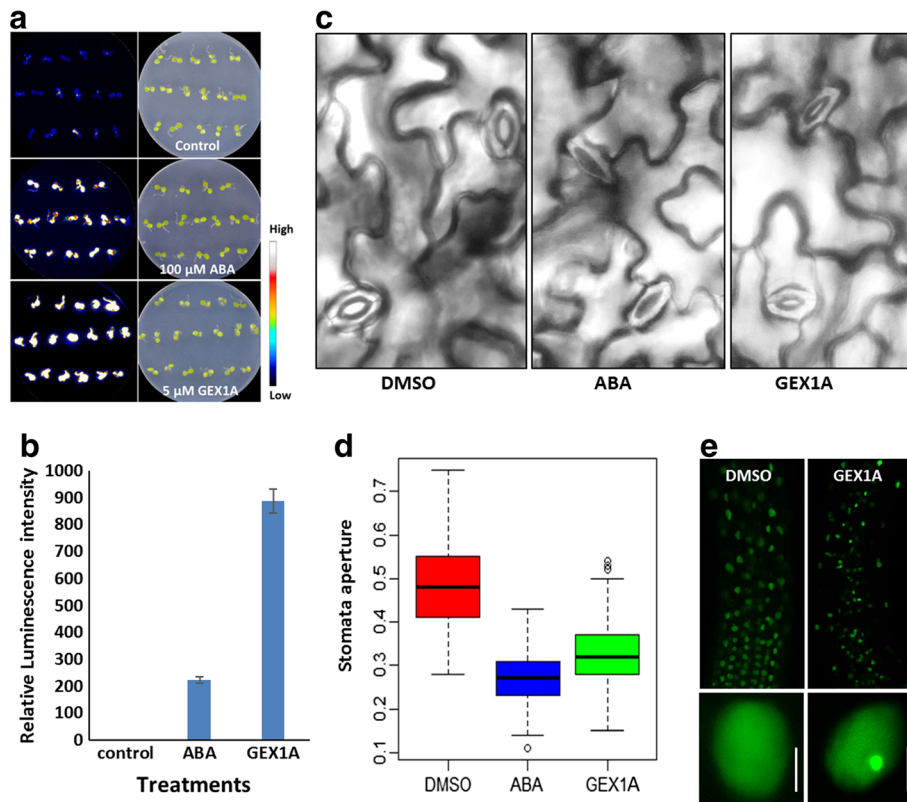 a
Control
100 µM ABA
5 µM GEX1A
High
Low
c
DMSO
ABA
GEX1A
b
Relative Luminescence intensity
1000
900
800
700
600
500
400
300
200
100
0
control
ABA
GEX1A
Treatments
d
Stomata aperture
0.7
0.6
0.5
0.4
0.3
0.2
0.1
DMSO
ABA
GEX1A
e
DMSO
GEX1A